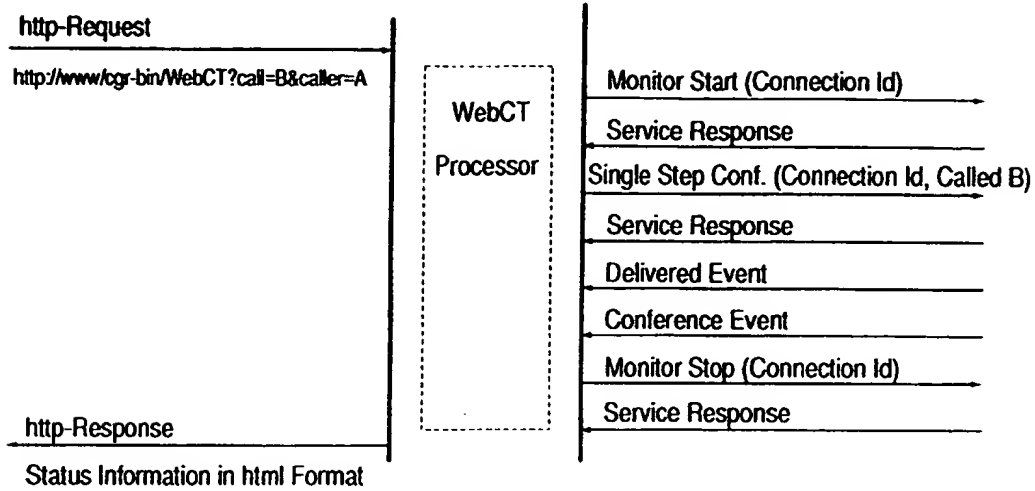 http-Request
http://www/cgr-bin/WebCT?call=B&caller=A
WebCT
Processor
Monitor Start (Connection Id)
Service Response
Single Step Conf. (Connection Id, Called B)
Service Response
Delivered Event
Conference Event
Monitor Stop (Connection Id)
Service Response
http-Response
Status Information in html Format